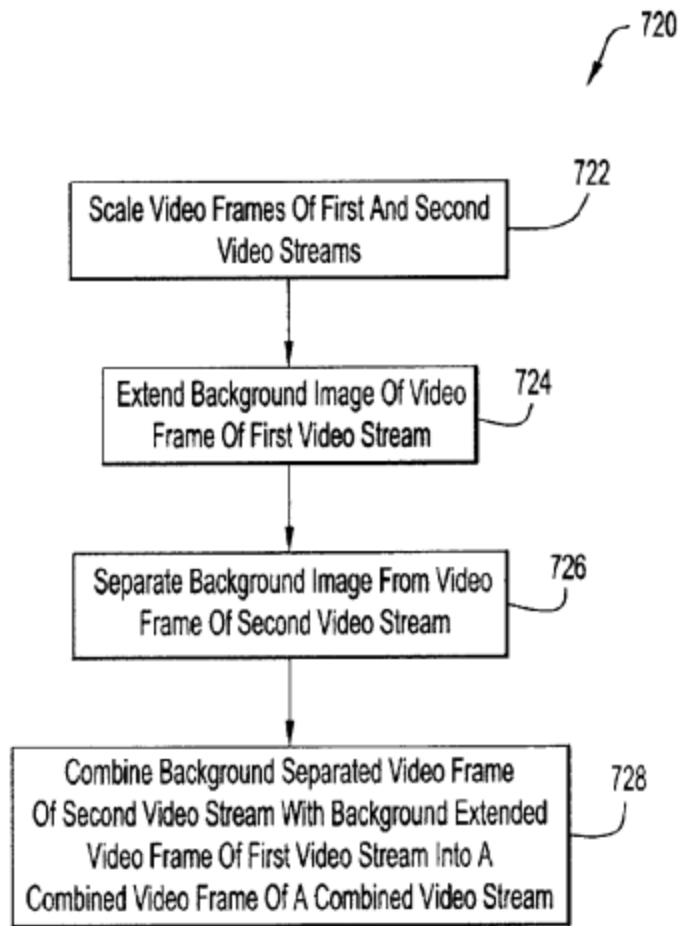 720
722
Scale Video Frames Of First And Second
Video Streams
724
Extend Background Image Of Video
Frame Of First Video Stream
726
Separate Background Image From Video
Frame Of Second Video Stream
728
Combine Background Separated Video Frame
Of Second Video Stream With Background Extended
Video Frame Of First Video Stream Into A
Combined Video Frame Of A Combined Video Stream